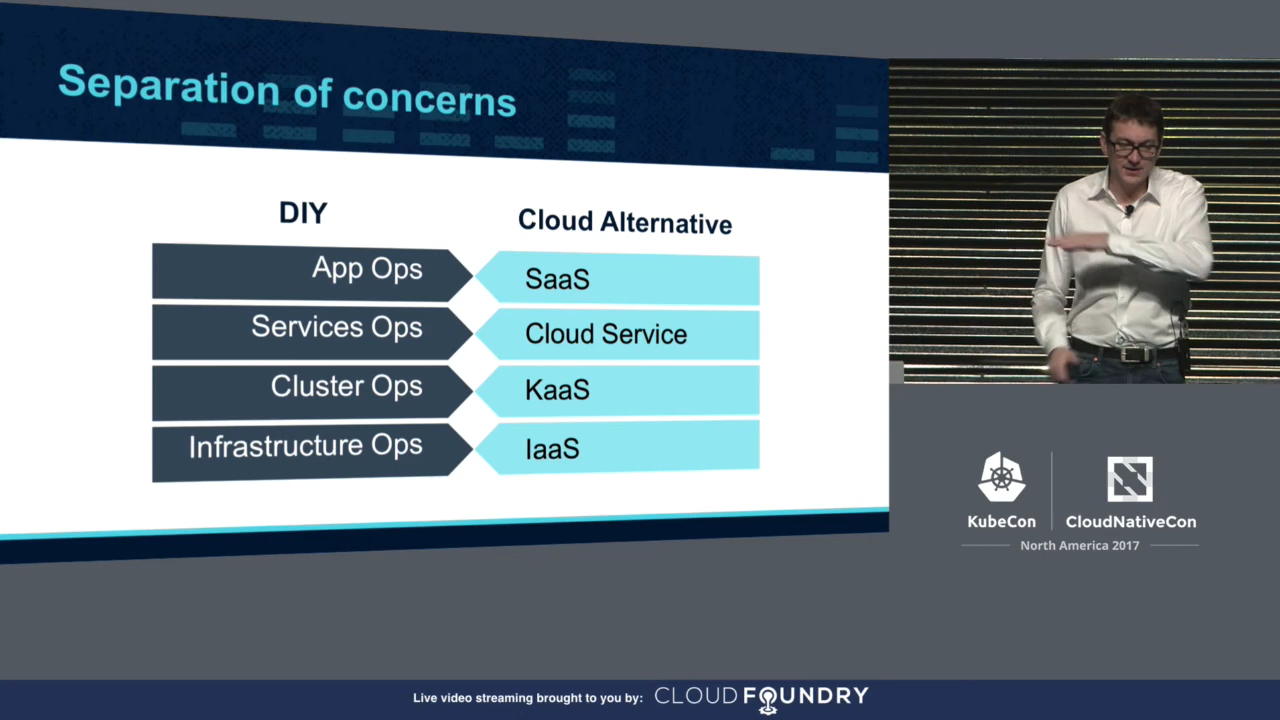 Separation of concerns
DIY
Cloud Alternative
App Ops
SaaS
Services Ops
Cloud Service
Cluster Ops
KaaS
Infrastructure Ops
IaaS
KubeCon
CloudNativeCon
North America 2017
Live video streaming brought to you by: CLOUD FOUNDRY